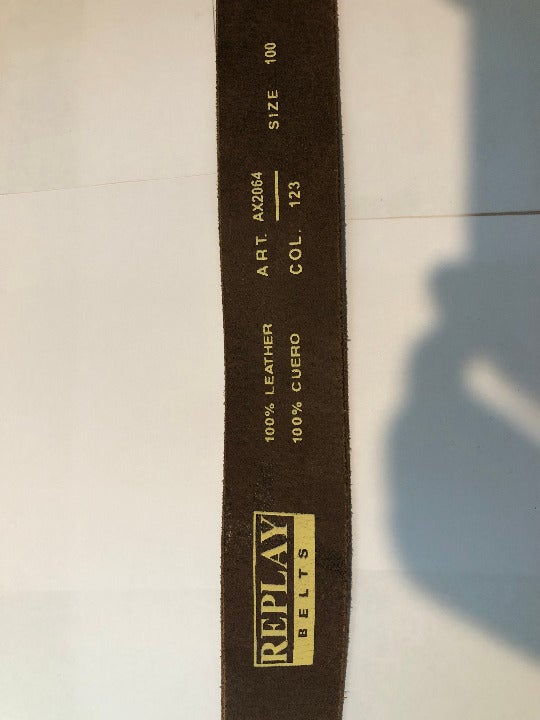 REPLAY
BELTS
100% LEATHER
100% CUERO
ART. AX2064
COL. 123
SIZE 100